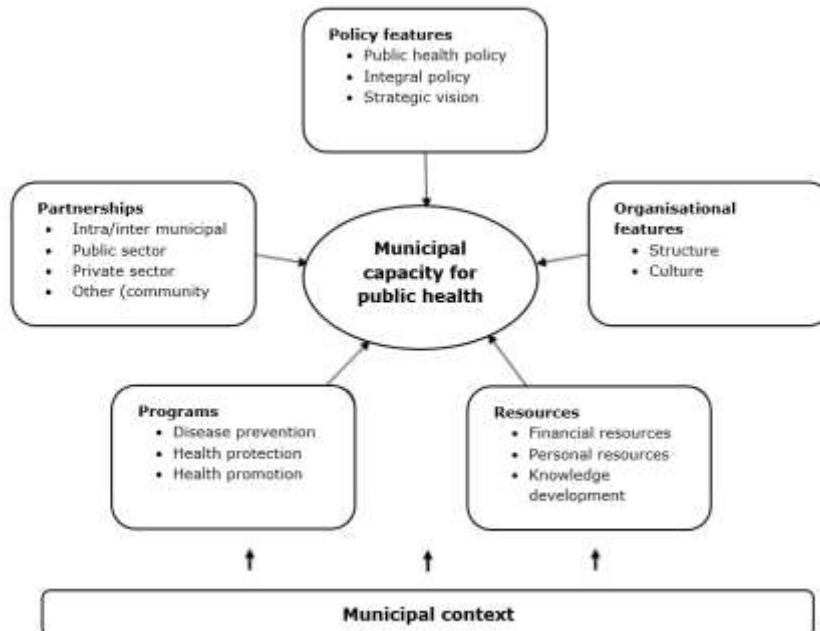 Policy features
• Public health policy
• Integral policy
• Strategic vision
Partnerships
• Intra/inter municipal
• Public sector
• Private sector
• Other (community
Organisational
features
• Structure
• Culture
Municipal
capacity for
public health
Programs
• Disease prevention
• Health protection
• Health promotion
Resources
• Financial resources
• Personal resources
• Knowledge
development
Municipal context